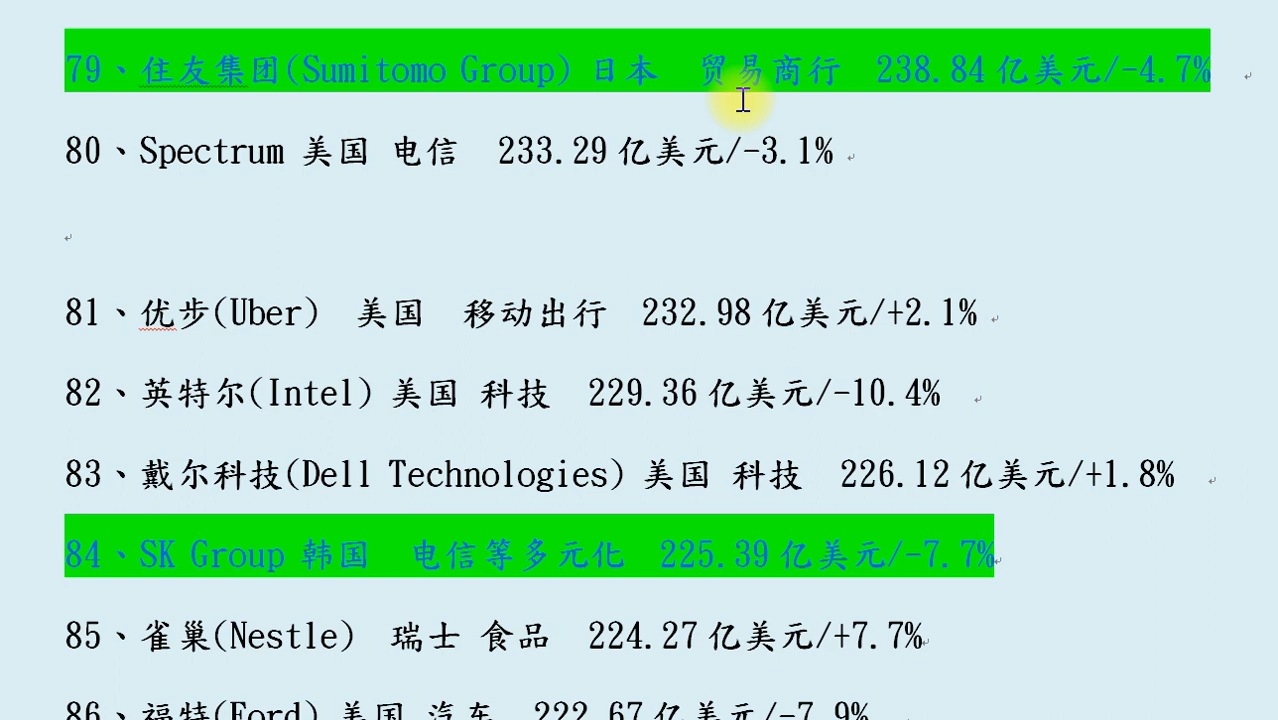 79、住友集团(Sumitomo Group) 日本 贸易商行 238.84亿美元/-4.7%
80、Spectrum 美国 电信 233.29亿美元/-3.1%
81、优步(Uber) 美国 移动出行 232.98亿美元/+2.1%
82、英特尔(Intel) 美国 科技 229.36亿美元/-10.4%
83、戴尔科技(Dell Technologies) 美国 科技 226.12亿美元/+1.8%
84、SK Group 韩国 电信等多元化 225.39亿美元/-7.7%
85、雀巢(Nestle) 瑞士 食品 224.27亿美元/+7.7%
86、福特(Ford) 美国 汽车 222.67亿美元/-7.9%